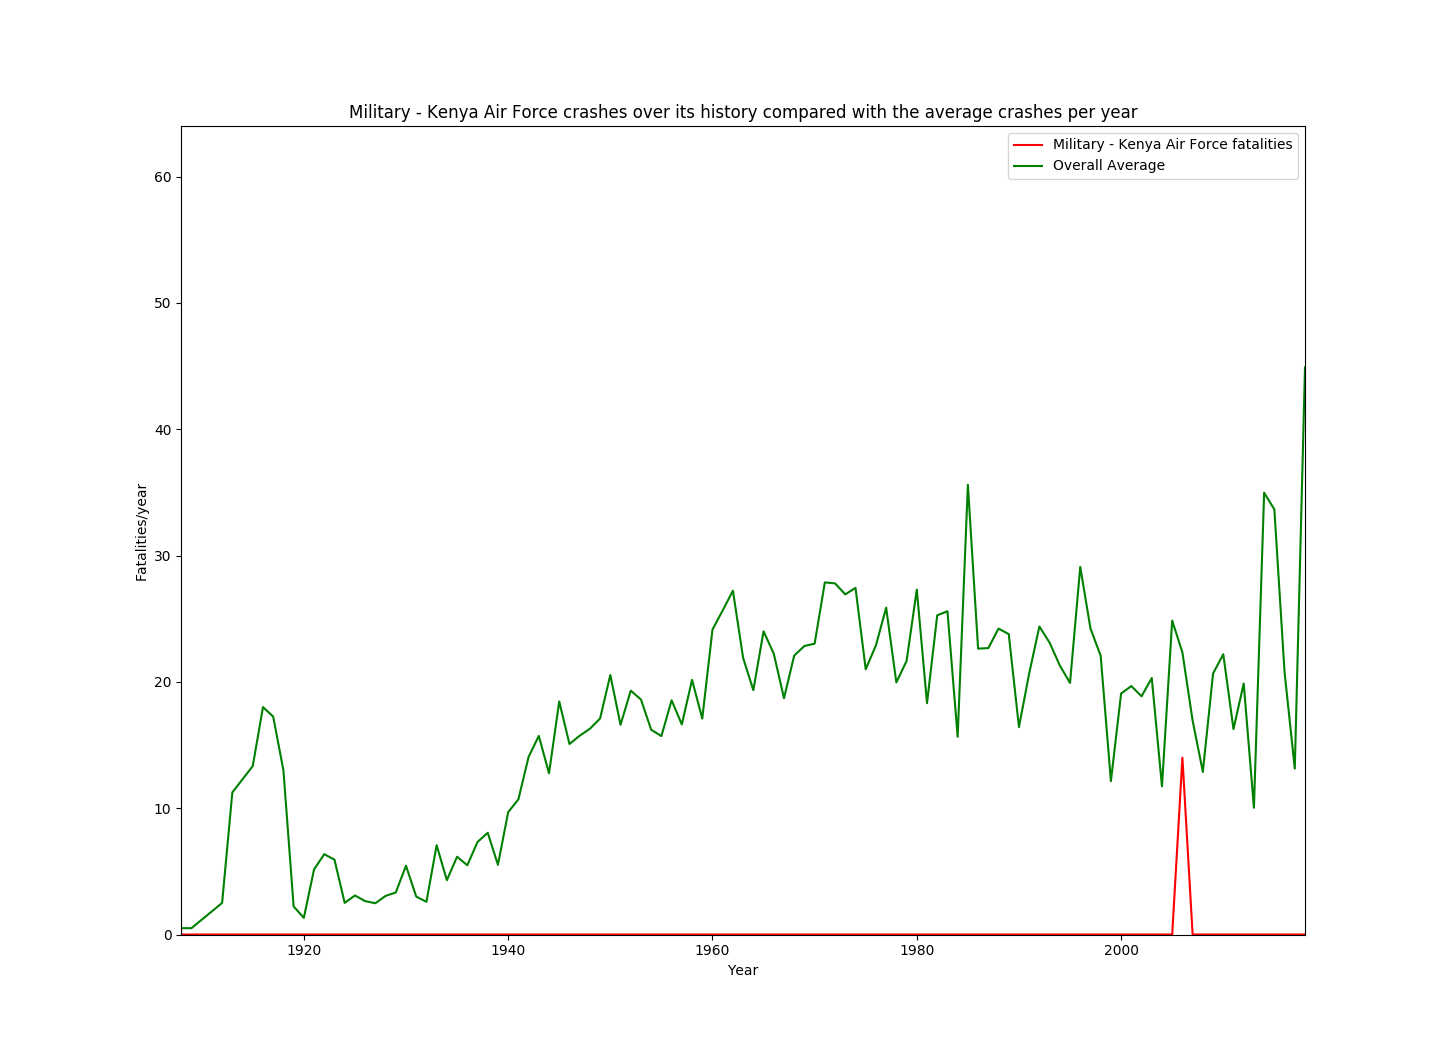 Military - Kenya Air Force crashes over its history compared with the average crashes per year
Military - Kenya Air Force fatalities
Overall Average
60
50
40
30
20
10
0
Fatalities/year
1920 1940 1960 1980 2000
Year